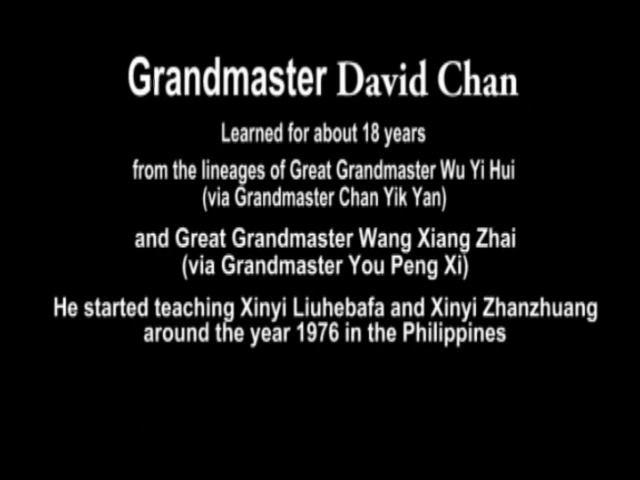 Grandmaster David Chan
Learned for about 18 years
from the lineages of Great Grandmaster Wu Yi Hui
(via Grandmaster Chan Yik Yan)
and Great Grandmaster Wang Xiang Zhai
(via Grandmaster You Peng Xi)
He started teaching Xinyi Liuhebafa and Xinyi Zhanzhuang
around the year 1976 in the Philippines